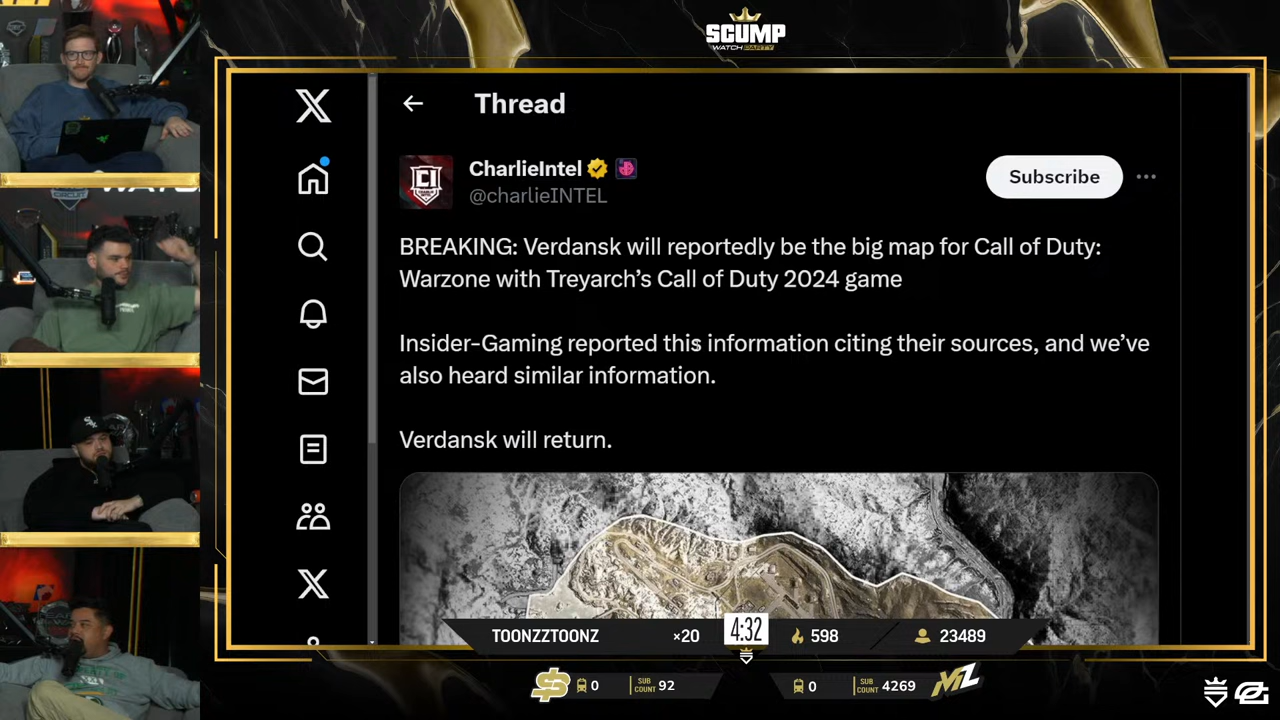 SCUMP
WATCH PARTY
Thread
CharlieIntel
@charlieINTEL
Subscribe
BREAKING: Verdansk will reportedly be the big map for Call of Duty:
Warzone with Treyarch’s Call of Duty 2024 game
Insider-Gaming reported this information citing their sources, and we’ve
also heard similar information.
Verdansk will return.
TOONZZTOONZ
×20
4:32
598
23489
0
SUB COUNT 92
0
SUB COUNT 4269